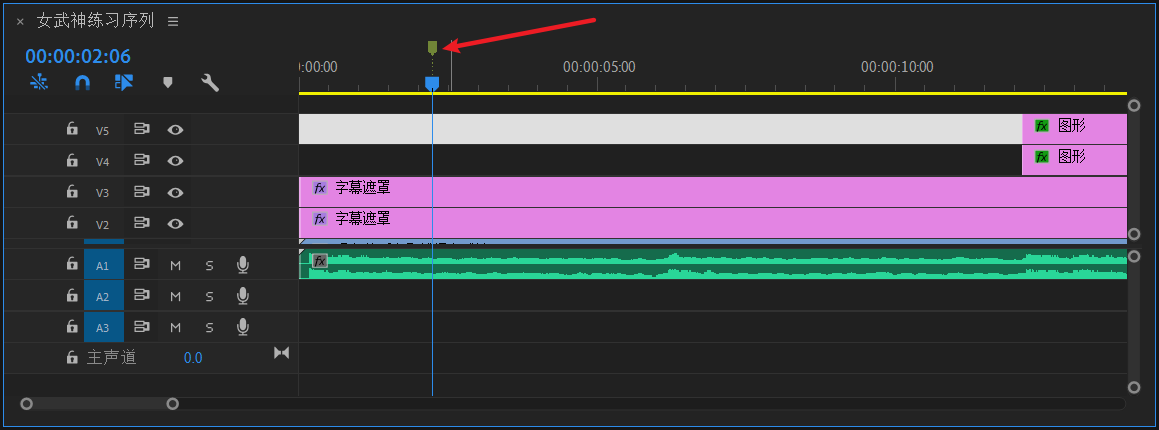 × 女武神练习序列 ≡
00:00:02:06
:00:00 00:00:05:00 00:00:10:00
V5 fx 图形
V4 fx 图形
V3 fx 字幕遮罩
V2 fx 字幕遮罩
A1 M S fx
A2 M S
A3 M S
主声道 0.0